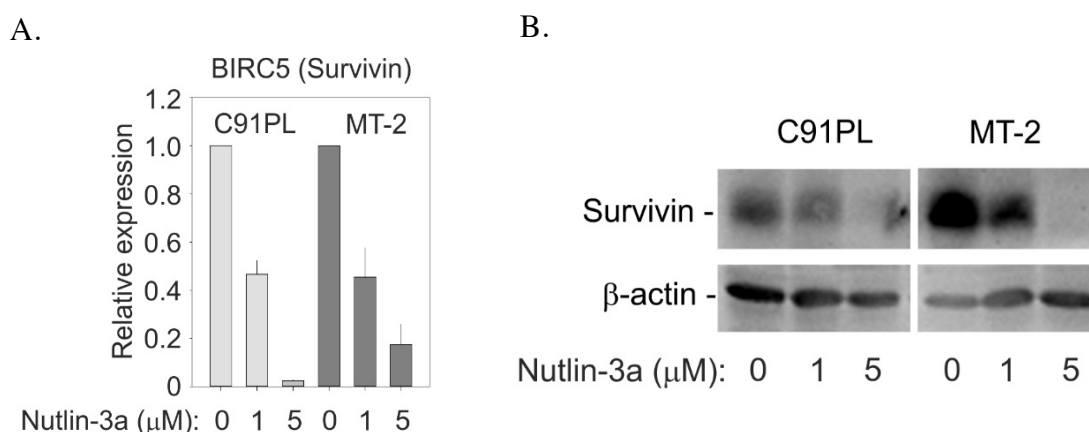 A.
BIRC5 (Survivin)
1.2
1.0
0.8
0.6
0.4
0.2
0
Relative expression
C91PL MT-2
Nutlin-3a (μM): 0 1 5 0 1 5
B.
C91PL MT-2
Survivin -
β-actin -
Nutlin-3a (μM): 0 1 5 0 1 5